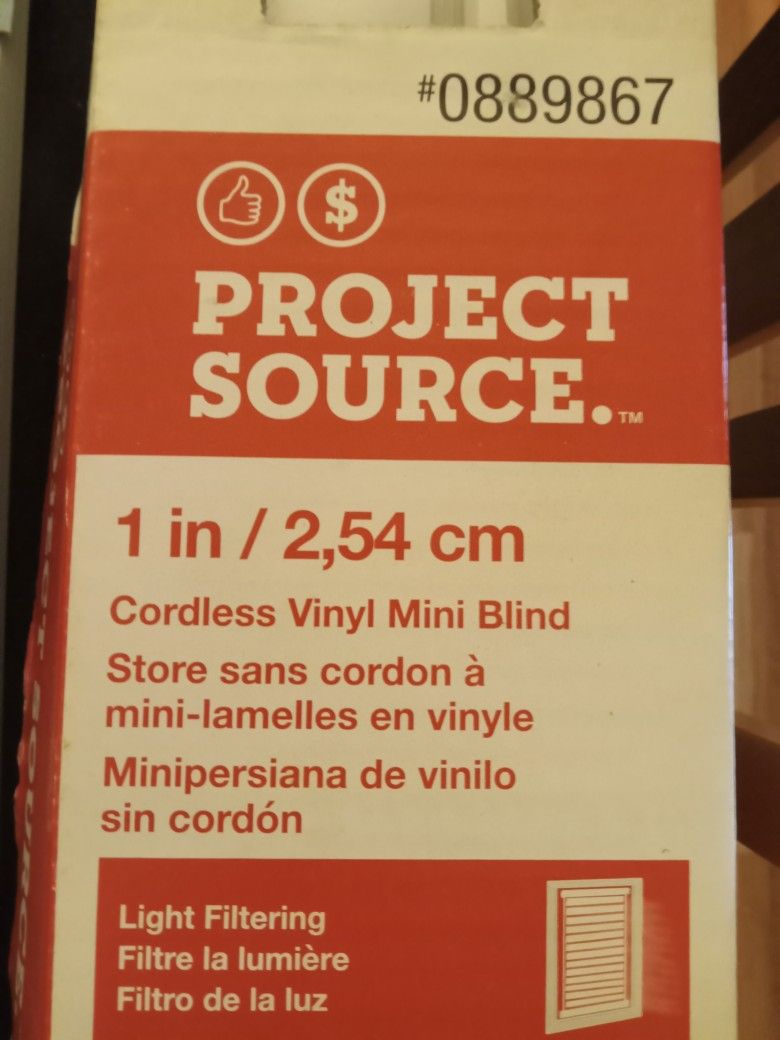 #0889867
$
PROJECT
SOURCE.™
1 in / 2,54 cm
Cordless Vinyl Mini Blind
Store sans cordon à
mini-lamelles en vinyle
Minipersiana de vinilo
sin cordón
Light Filtering
Filtre la lumière
Filtro de la luz